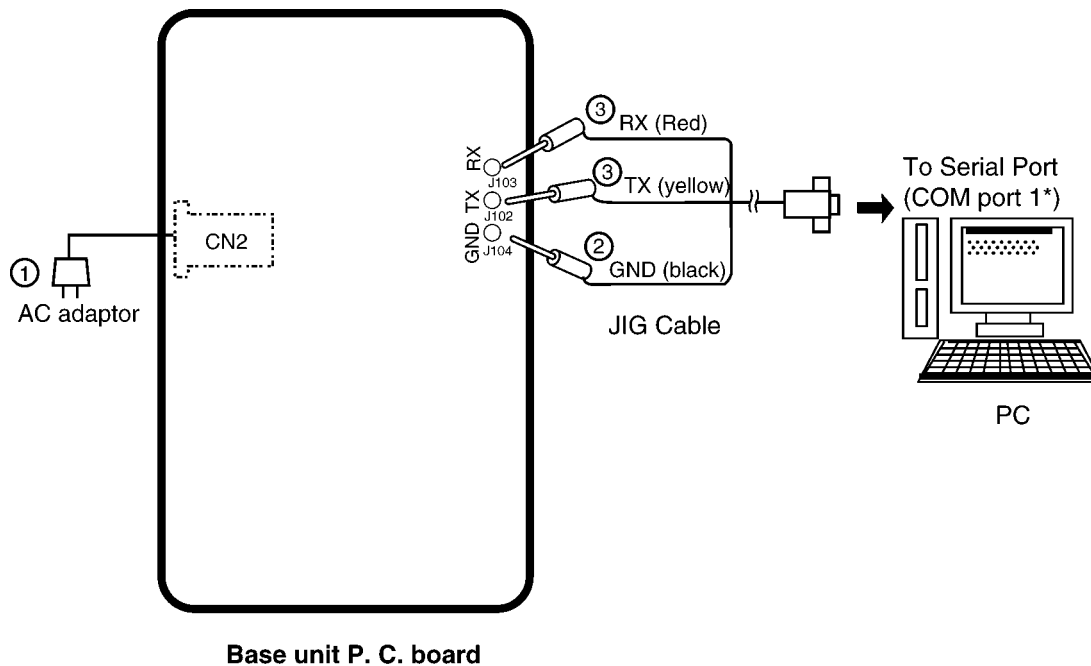 ③ RX (Red)
RX
J103
③ TX (yellow)
TX
J102
GND
J104
② GND (black)
To Serial Port
(COM port 1*)
CN2
①
AC adaptor
JIG Cable
PC
Base unit P. C. board